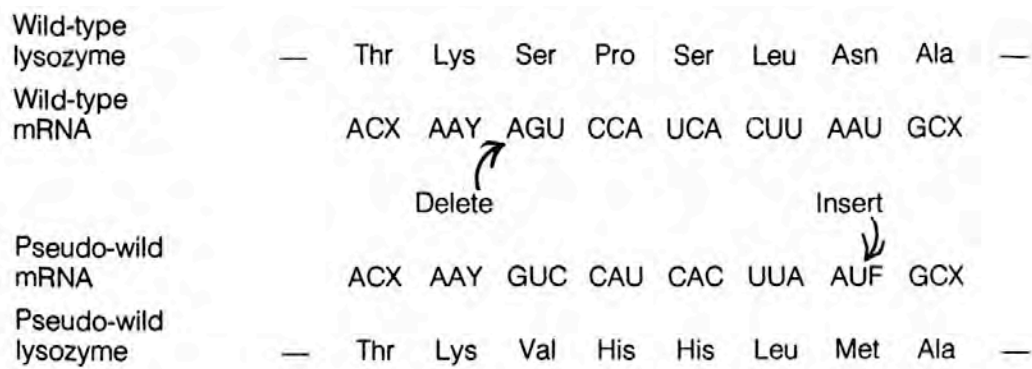 Wild-type
lysozyme — Thr Lys Ser Pro Ser Leu Asn Ala —
Wild-type
mRNA ACX AAY AGU CCA UCA CUU AAU GCX
Delete Insert
Pseudo-wild
mRNA ACX AAY GUC CAU CAC UUA AUF GCX
Pseudo-wild
lysozyme — Thr Lys Val His His Leu Met Ala —